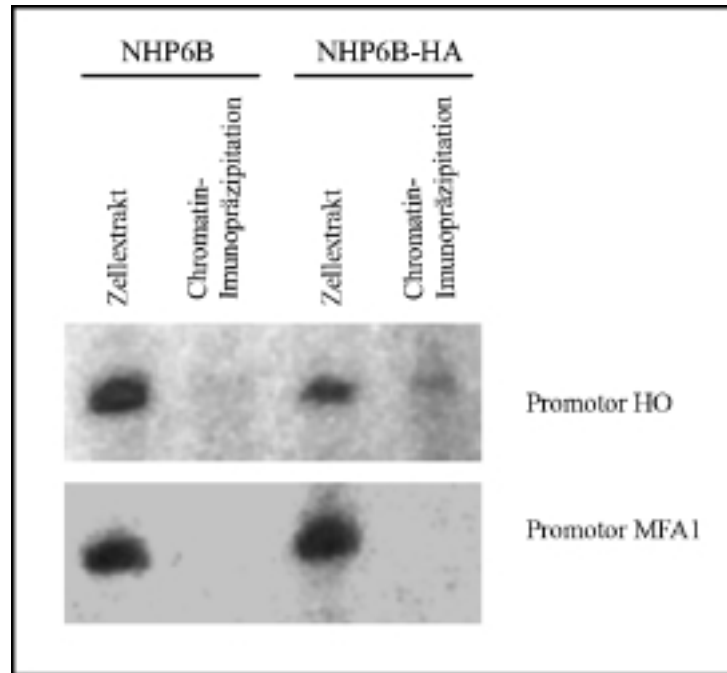 NHP6B
NHP6B-HA
Zellextrakt
Chromatin-
Imunopräzipitation
Zellextrakt
Chromatin-
Imunopräzipitation
Promotor HO
Promotor MFA1